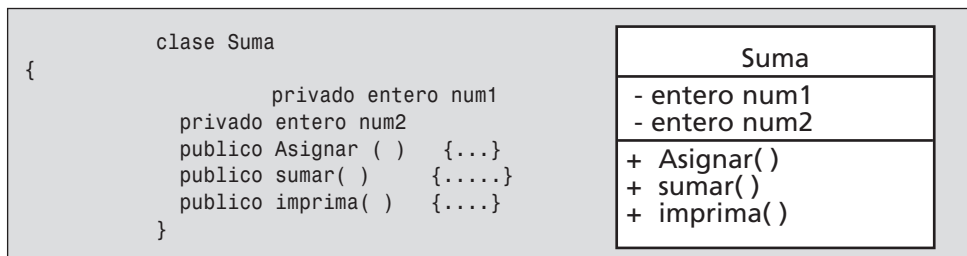 clase Suma
{
privado entero num1
privado entero num2
publico Asignar ( ) {...}
publico sumar( ) {.....}
publico imprima( ) {....}
}
Suma
- entero num1
- entero num2
+ Asignar( )
+ sumar( )
+ imprima( )